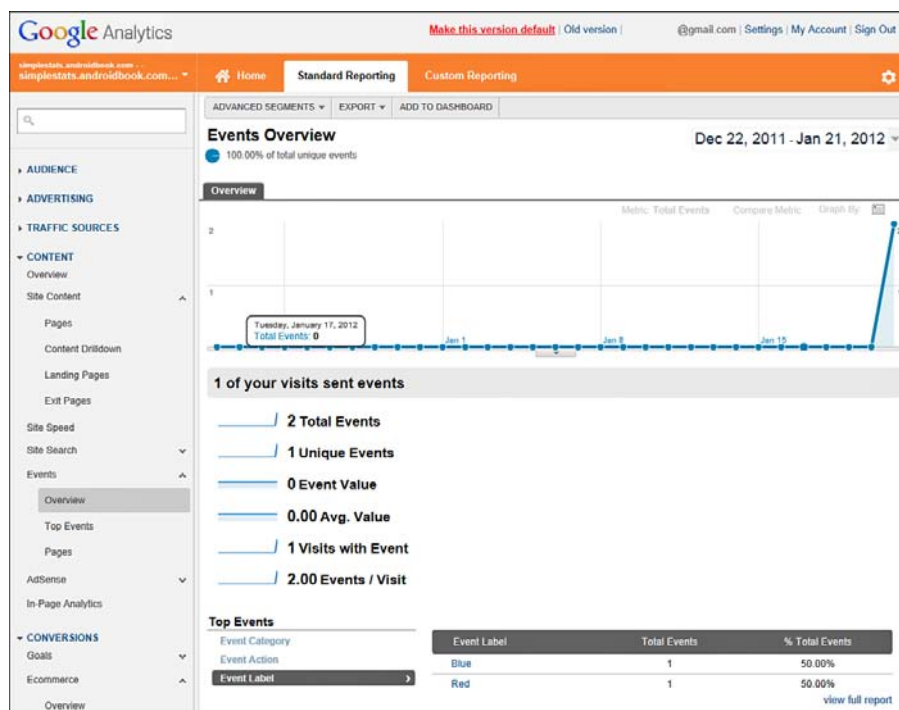 Google Analytics
Make this version default | Old version |
@gmail.com | Settings | My Account | Sign Out
simplestats.androidbook.com - -
simplestats.androidbook.com...
Home
Standard Reporting
Custom Reporting
ADVANCED SEGMENTS
EXPORT
ADD TO DASHBOARD
Events Overview
100.00% of total unique events
Dec 22, 2011 - Jan 21, 2012
AUDIENCE
ADVERTISING
TRAFFIC SOURCES
CONTENT
Overview
Site Content
Pages
Content Drilldown
Landing Pages
Exit Pages
Site Speed
Site Search
Events
Overview
Top Events
Pages
AdSense
In-Page Analytics
CONVERSIONS
Goals
Ecommerce
Overview
Overview
Metric: Total Events
Compare Metric
Graph By:
2
2
1
1
Tuesday, January 17, 2012
Total Events: 0
Jan 1
Jan 8
Jan 15
1 of your visits sent events
2 Total Events
1 Unique Events
0 Event Value
0.00 Avg. Value
1 Visits with Event
2.00 Events / Visit
Top Events
Event Category
Event Action
Event Label
Event Label Total Events % Total Events
Blue 1 50.00%
Red 1 50.00%
view full report